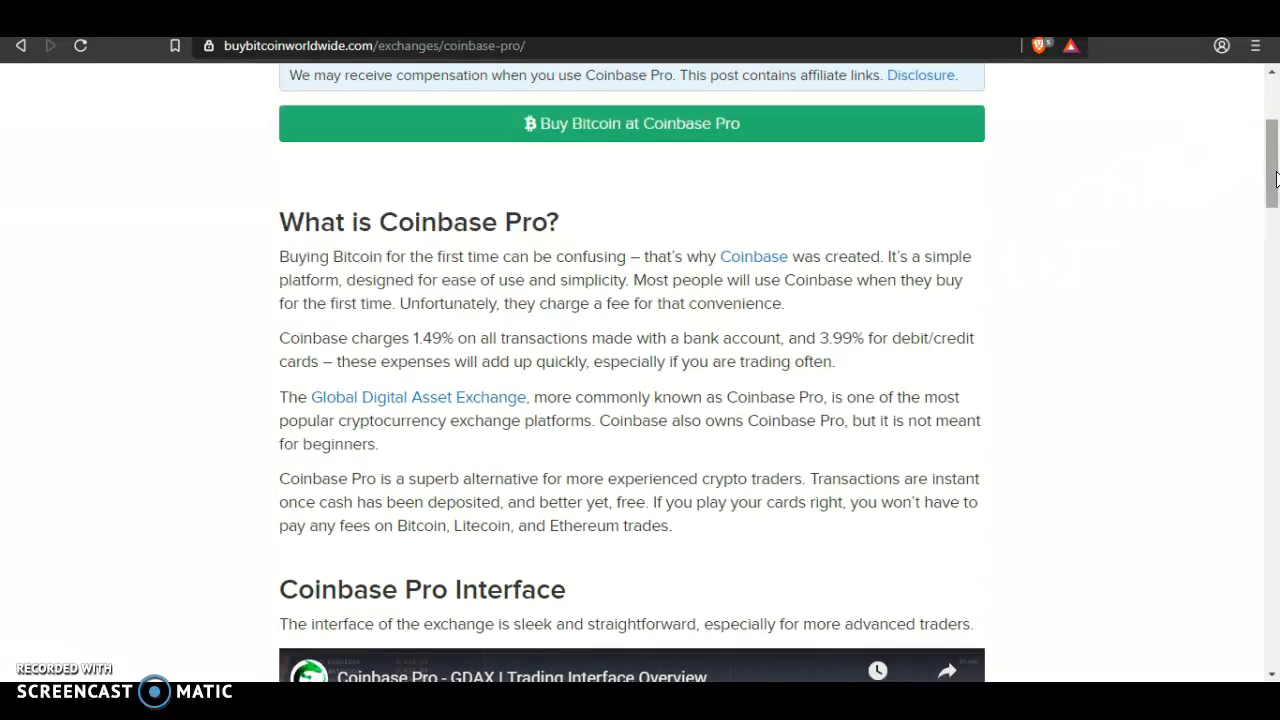 buybitcoinworldwide.com/exchanges/coinbase-pro/
5
We may receive compensation when you use Coinbase Pro. This post contains affiliate links. Disclosure.
Buy Bitcoin at Coinbase Pro
What is Coinbase Pro?
Buying Bitcoin for the first time can be confusing – that's why Coinbase was created. It's a simple
platform, designed for ease of use and simplicity. Most people will use Coinbase when they buy
for the first time. Unfortunately, they charge a fee for that convenience.
Coinbase charges 1.49% on all transactions made with a bank account, and 3.99% for debit/credit
cards – these expenses will add up quickly, especially if you are trading often.
The Global Digital Asset Exchange, more commonly known as Coinbase Pro, is one of the most
popular cryptocurrency exchange platforms. Coinbase also owns Coinbase Pro, but it is not meant
for beginners.
Coinbase Pro is a superb alternative for more experienced crypto traders. Transactions are instant
once cash has been deposited, and better yet, free. If you play your cards right, you won't have to
pay any fees on Bitcoin, Litecoin, and Ethereum trades.
Coinbase Pro Interface
The interface of the exchange is sleek and straightforward, especially for more advanced traders.
Coinbase Pro - GDAX | Trading Interface Overview
RECORDED WITH
SCREENCAST MATIC